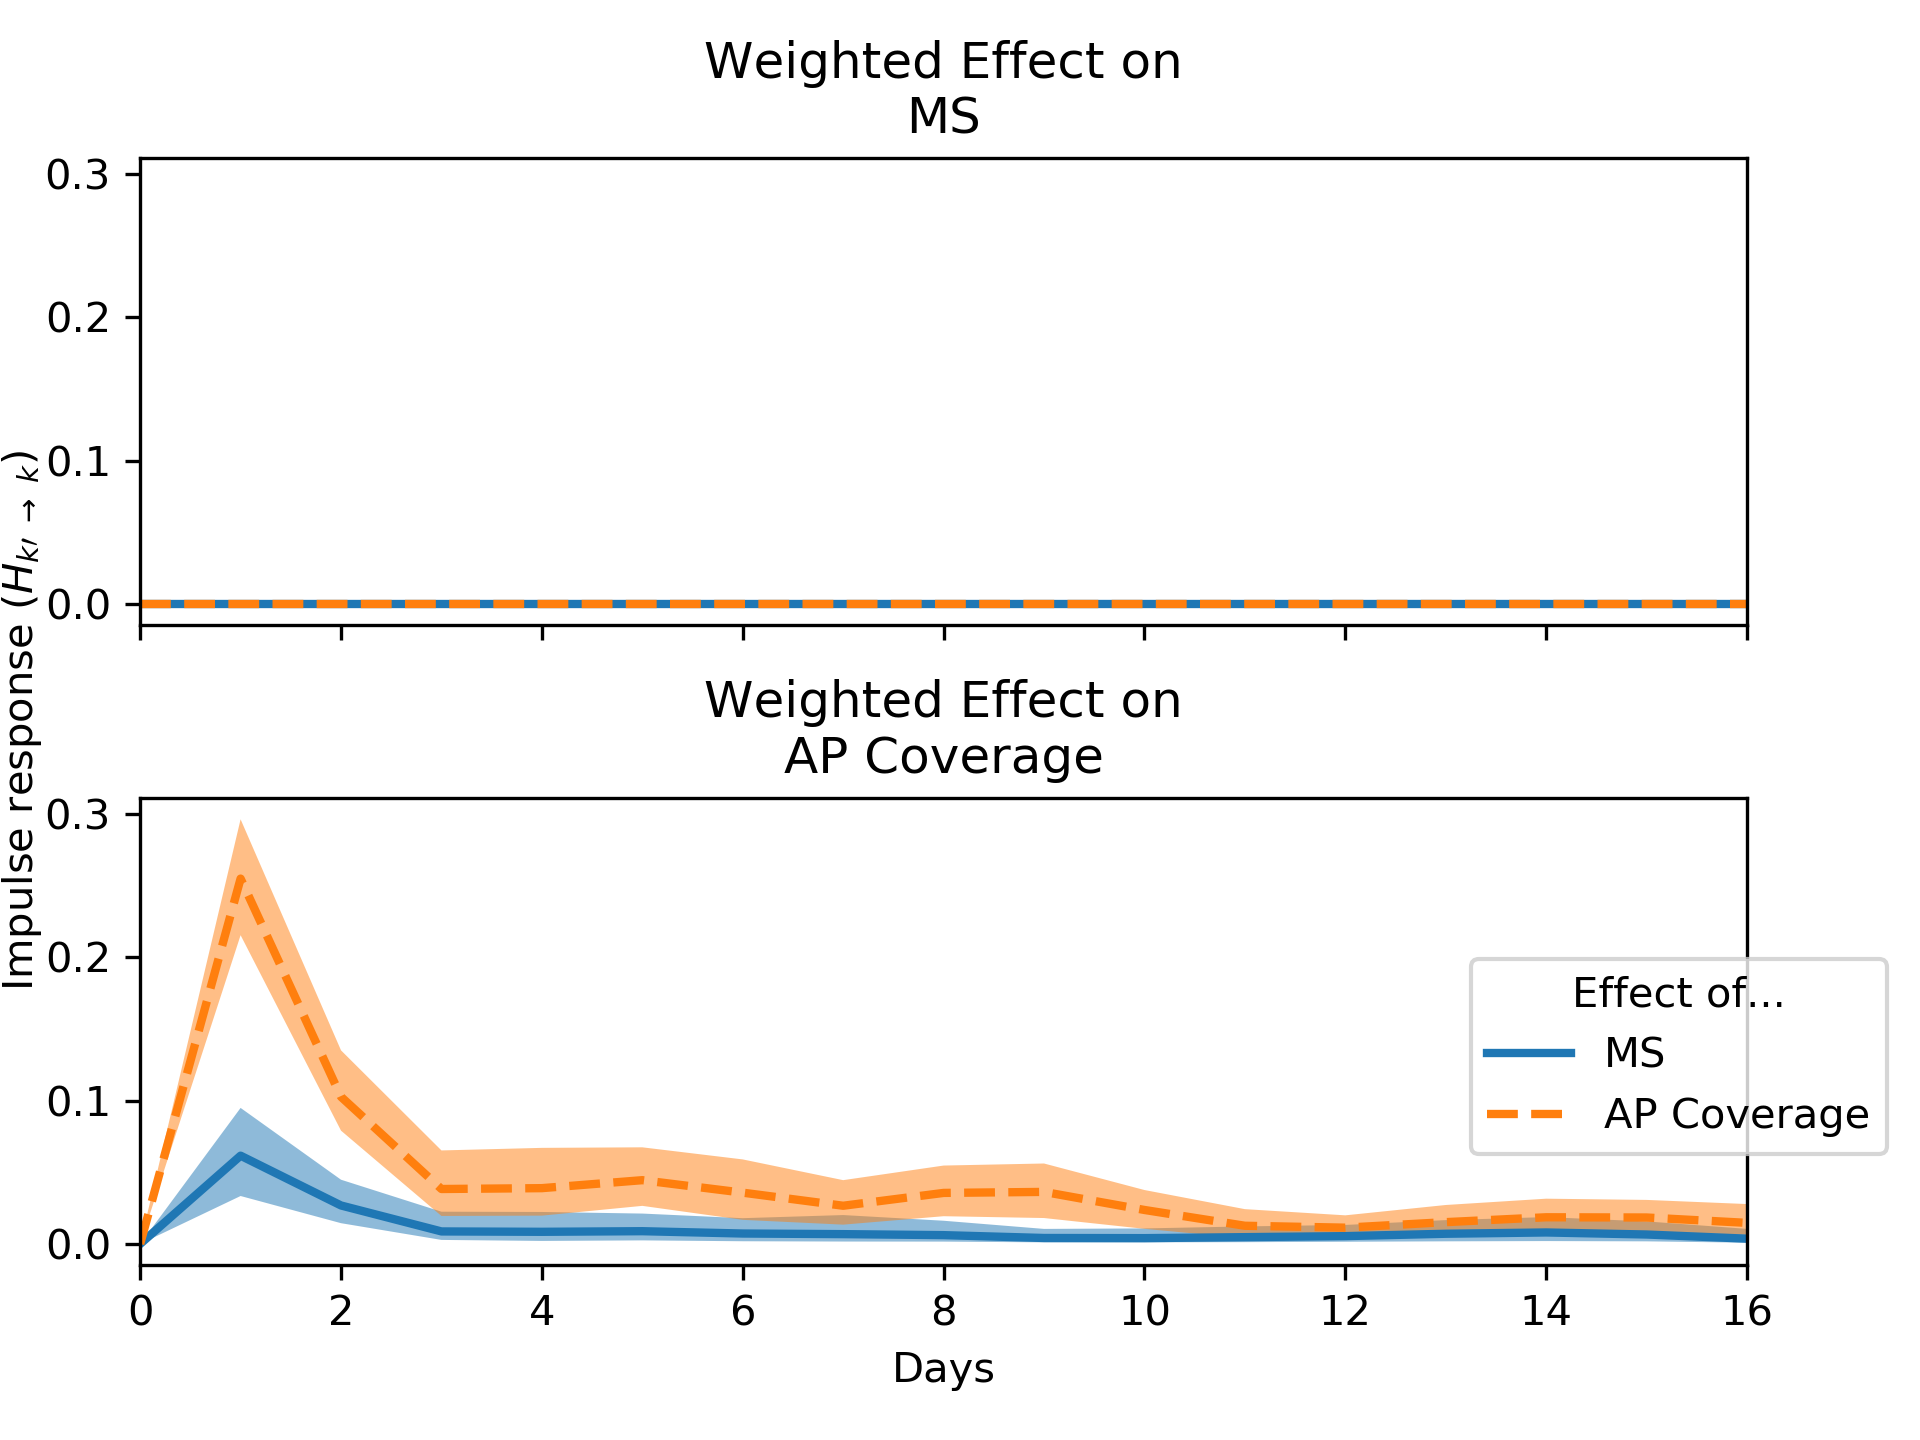 Weighted Effect on
MS
0.3
0.2
0.1
0.0
Impulse response (H_{k′ → k})
Weighted Effect on
AP Coverage
0.3
0.2
0.1
0.0
Effect of...
MS
AP Coverage
0 2 4 6 8 10 12 14 16
Days